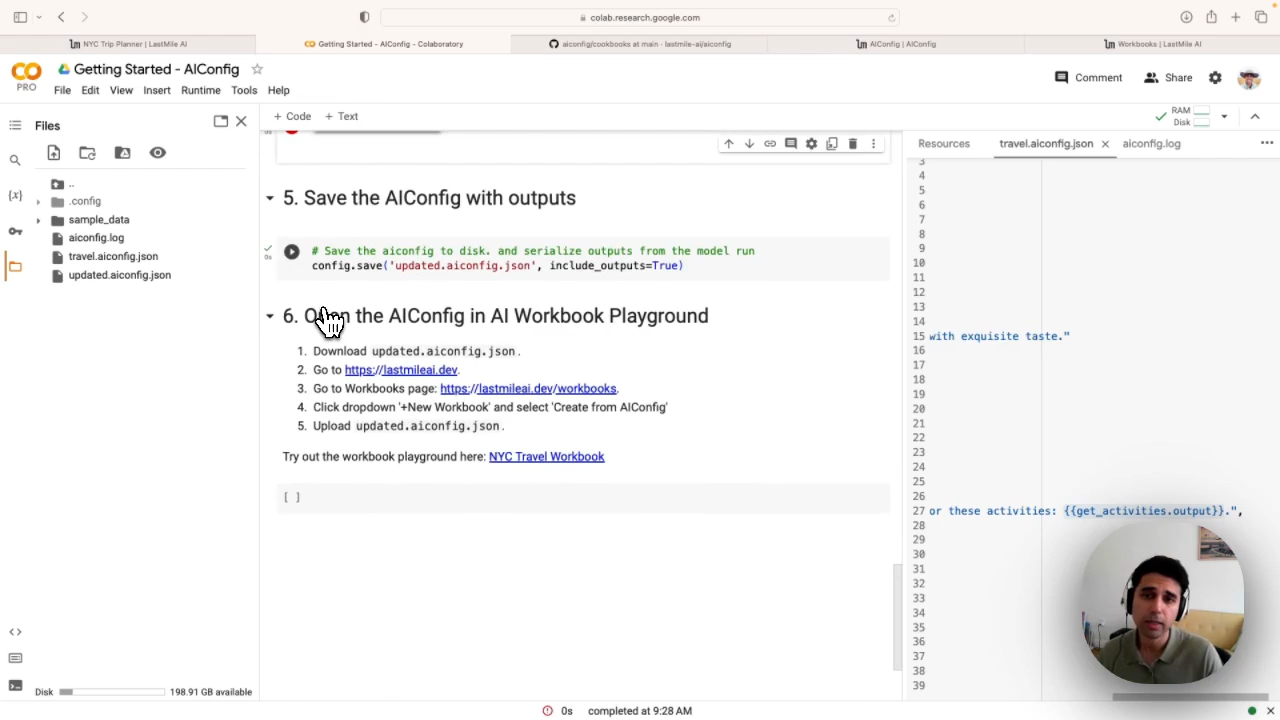 colab.research.google.com
NYC Trip Planner | LastMile AI
Getting Started - AIConfig - Colaboratory
aiconfig/cookbooks at main · lastmile-ai/aiconfig
AIConfig | AIConfig
Workbooks | LastMile AI
PRO
Getting Started - AIConfig
File Edit View Insert Runtime Tools Help
Comment
Share
Files
+ Code + Text
RAM
Disk
..
.config
sample_data
aiconfig.log
travel.aiconfig.json
updated.aiconfig.json
{x}
0s
5. Save the AIConfig with outputs
0s
# Save the aiconfig to disk. and serialize outputs from the model run
config.save('updated.aiconfig.json', include_outputs=True)
6. Open the AIConfig in AI Workbook Playground
1. Download updated.aiconfig.json.
2. Go to https://lastmileai.dev.
3. Go to Workbooks page: https://lastmileai.dev/workbooks.
4. Click dropdown '+New Workbook' and select 'Create from AIConfig'
5. Upload updated.aiconfig.json.
Try out the workbook playground here: NYC Travel Workbook
[ ]
Resources
travel.aiconfig.json
aiconfig.log
3
4
5
6
7
8
9
10
11
12
13
14
15 with exquisite taste."
16
17
18
19
20
21
22
23
24
25
26
27 or these activities: {{get_activities.output}}.",
28
29
30
31
32
33
34
35
36
37
38
39
Disk
198.91 GB available
0s completed at 9:28 AM